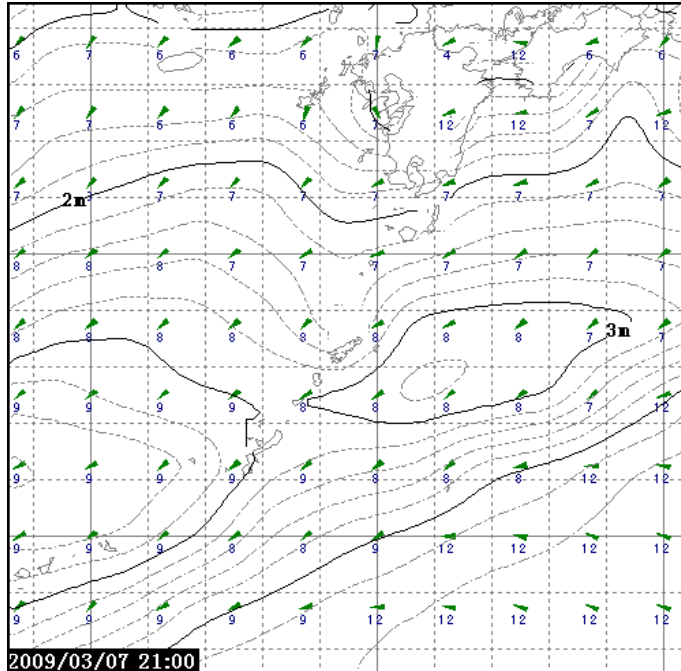 6 7 6 6 6 7 4 12 6 6
7 7 6 6 6 7 12 12 7 12
7 7 7 7 7 7 7 7 7 7
2m
8 8 8 7 7 7 7 7 7 7
8 8 8 8 8 8 8 8 7 7
3m
9 9 9 9 8 8 8 8 7 12
9 9 9 9 9 8 9 8 12 12
9 9 9 8 8 9 12 12 12 12
9 9 9 9 9 12 12 12 12 12
2009/03/07 21:00